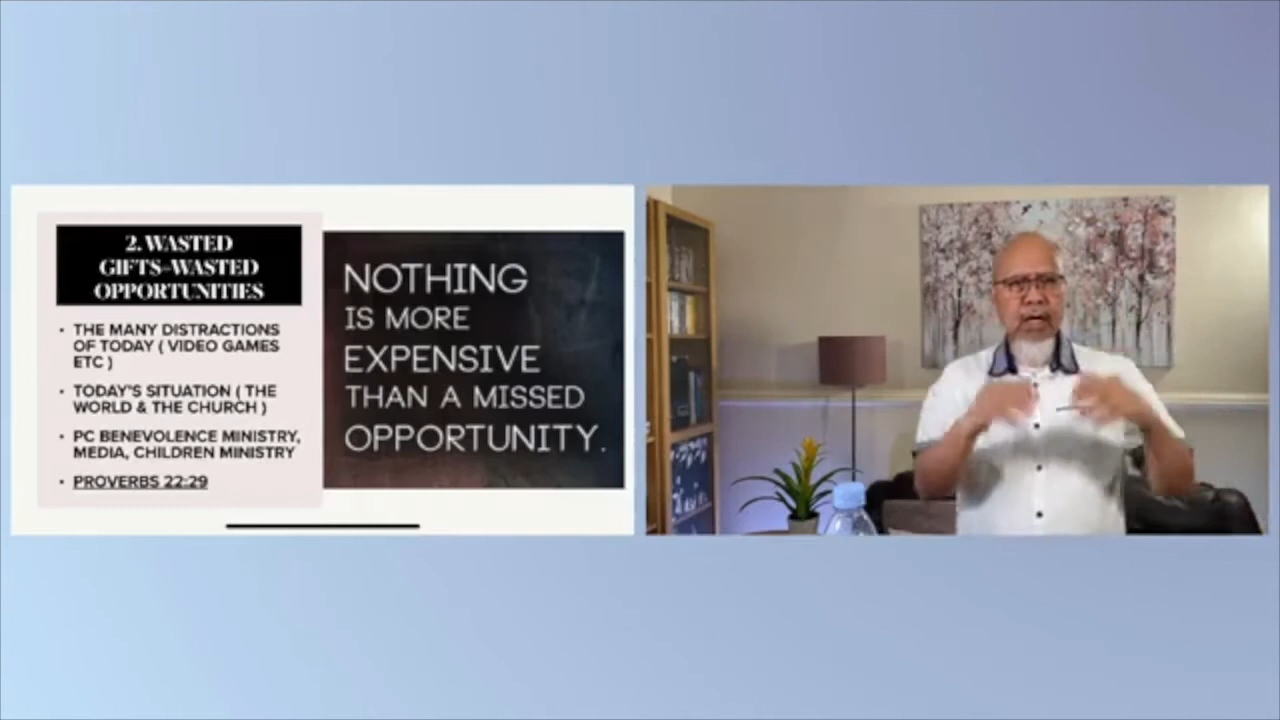 2. WASTED
GIFTS=WASTED
OPPORTUNITIES
• THE MANY DISTRACTIONS
OF TODAY ( VIDEO GAMES
ETC )
• TODAY'S SITUATION ( THE
WORLD & THE CHURCH )
• PC BENEVOLENCE MINISTRY,
MEDIA, CHILDREN MINISTRY
• PROVERBS 22:29
NOTHING
IS MORE
EXPENSIVE
THAN A MISSED
OPPORTUNITY.